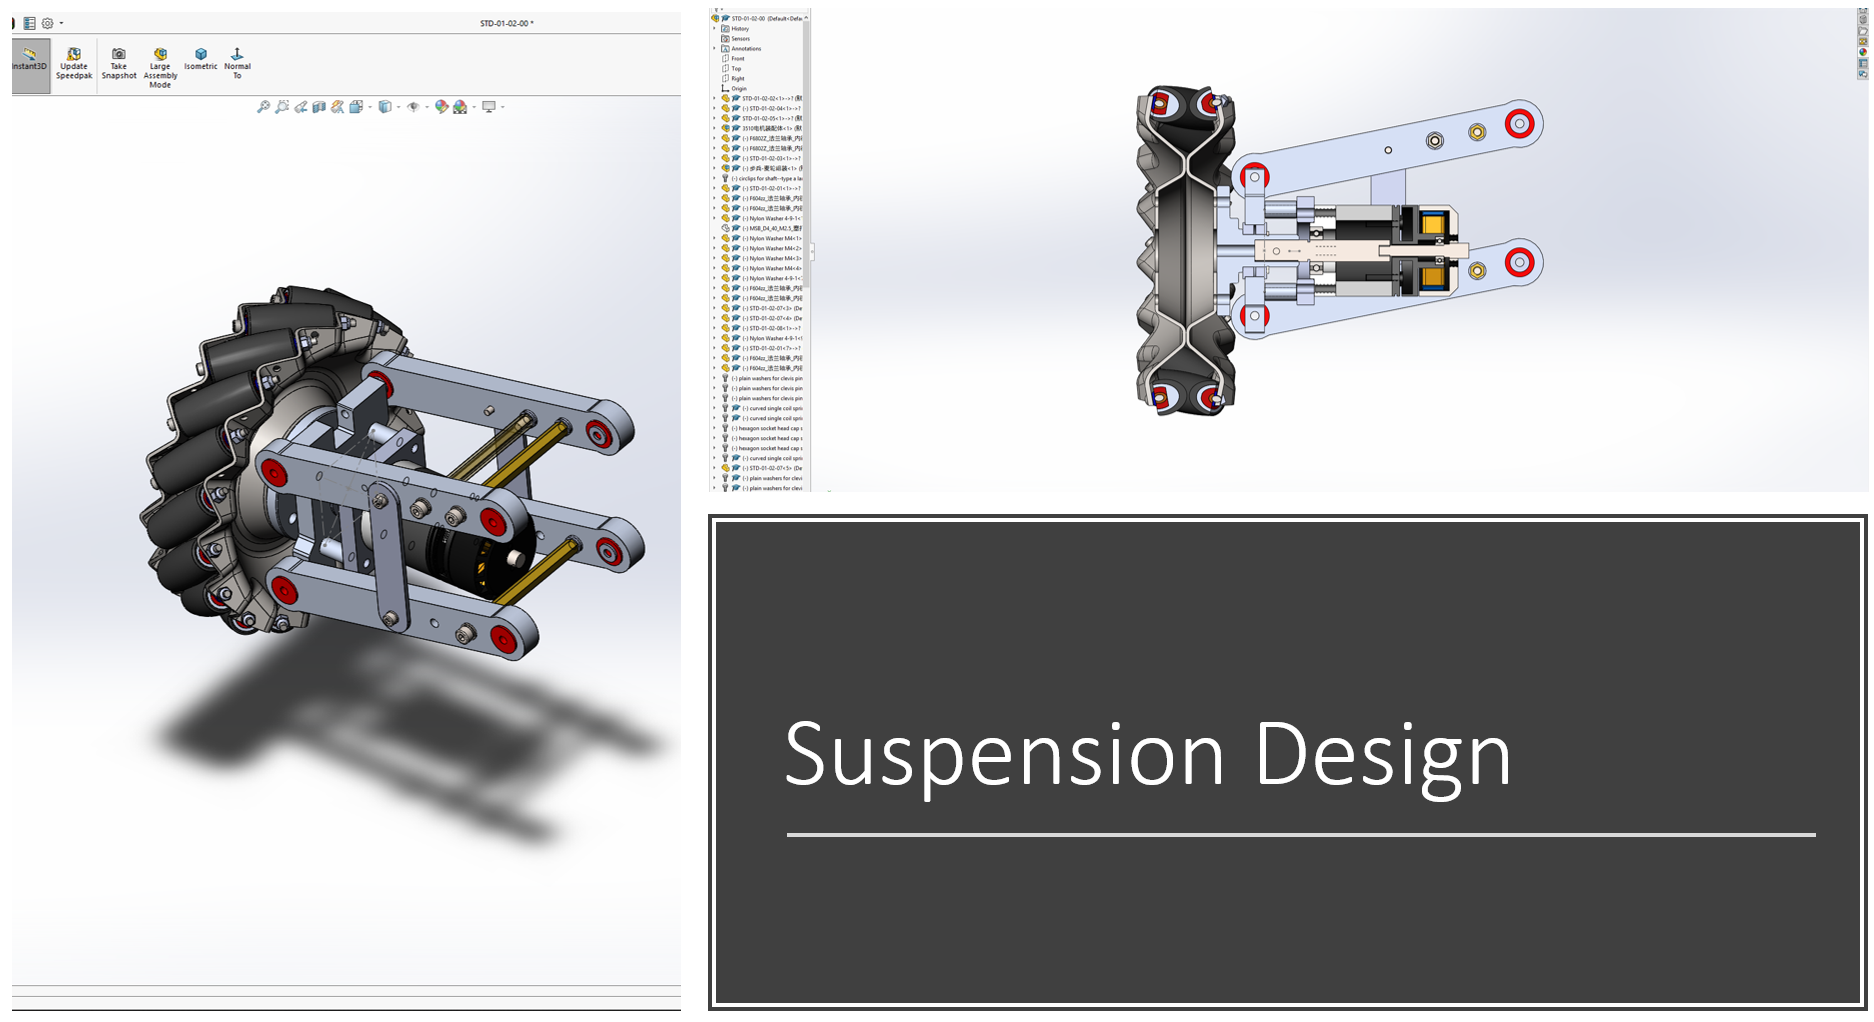 STD-01-02-00 *
Instant3D
Update
Speedpak
Take
Snapshot
Large
Assembly
Mode
Isometric
Normal
To
STD-01-02-00 (Default<Defa
History
Sensors
Annotations
Front
Top
Right
Origin
STD-01-02-02<1>->? (默
(-) STD-01-02-04<1>->?
STD-01-02-05<1>->? (默
3510电机装配体<1> (默
(-) F6802Z_法兰轴承_内
(-) F6802Z_法兰轴承_内
(-) STD-01-02-03<1>->?
(-) circlips for shaft--type a la
(-) STD-01-02-01<1>->?
(-) F604zz_法兰轴承_内径
(-) F604zz_法兰轴承_内径
(-) Nylon Washer 4-9-1<
(-) Nylon Washer M4<1>
(-) Nylon Washer M4<2>
(-) Nylon Washer M4<3>
(-) Nylon Washer M4<4>
(-) Nylon Washer 4-9-1<
(-) F604zz_法兰轴承_内径
(-) F604zz_法兰轴承_内径
(-) STD-01-02-07<3> (De
(-) STD-01-02-07<4> (De
(-) STD-01-02-08<1>->?
(-) Nylon Washer 4-9-1<
(-) STD-01-02-01<7>->?
(-) F604zz_法兰轴承_内径
(-) F604zz_法兰轴承_内径
(-) plain washers for clevis pin
(-) plain washers for clevis pin
(-) plain washers for clevis pin
(-) curved single coil spri
(-) curved single coil spri
(-) hexagon socket head cap s
(-) hexagon socket head cap s
(-) hexagon socket head cap s
(-) curved single coil spri
(-) STD-01-02-07<5> (De
(-) plain washers for clevi
(-) plain washers for clevi
Suspension Design